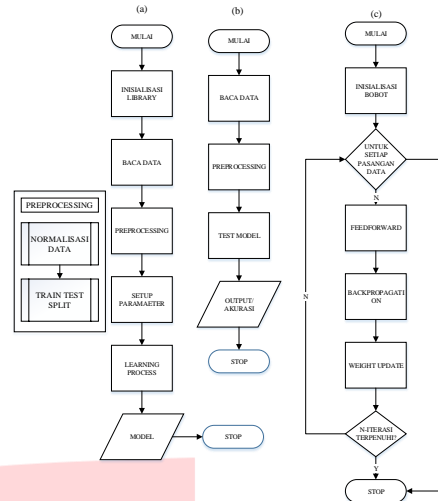 (a)
MULAI
INISIALISASI
LIBRARY
BACA DATA
PREPROCESSING
SETUP
PARAMAETER
LEARNING
PROCESS
MODEL
STOP
PREPROCESSING
NORMALISASI
DATA
TRAIN TEST
SPLIT
(b)
MULAI
BACA DATA
PREPROCESSING
TEST MODEL
OUTPUT/
AKURASI
STOP
(c)
MULAI
INISIALISASI
BOBOT
UNTUK
SETIAP
PASANGAN
DATA
N
FEEDFORWARD
BACKPROPAGATI
ON
WEIGHT UPDATE
N
N-ITERASI
TERPENUHI?
Y
STOP